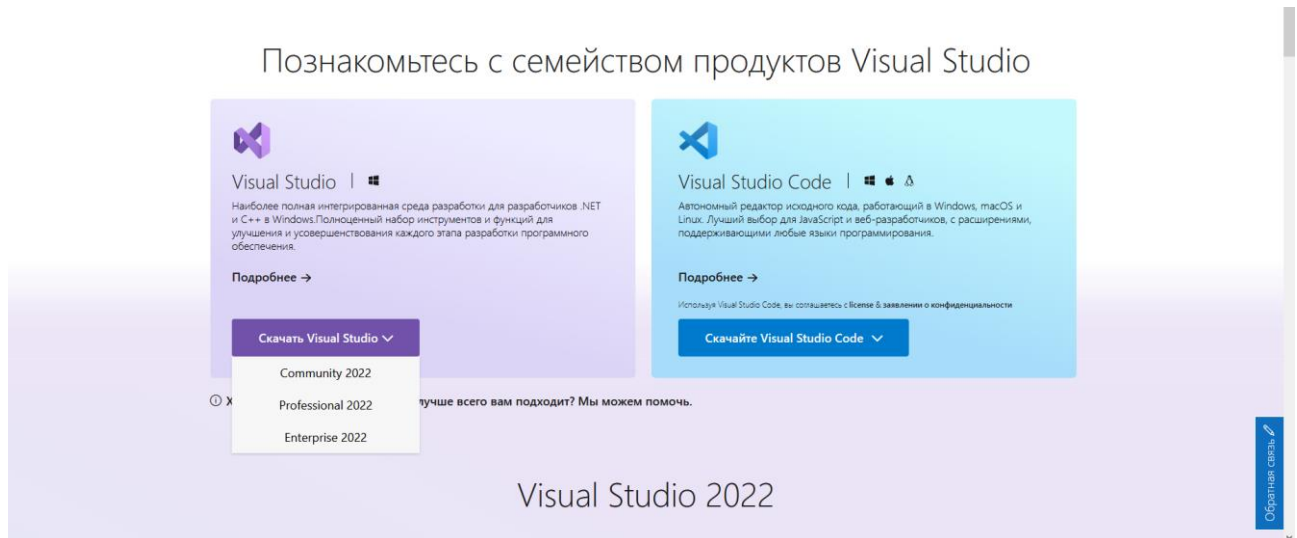 Познакомьтесь с семейством продуктов Visual Studio
Visual Studio
Наиболее полная интегрированная среда разработки для разработчиков .NET
и C++ в Windows.Полноценный набор инструментов и функций для
улучшения и усовершенствования каждого этапа разработки программного
обеспечения.
Подробнее →
Скачать Visual Studio
Community 2022
Professional 2022
Enterprise 2022
Visual Studio Code
Автономный редактор исходного кода, работающий в Windows, macOS и
Linux. Лучший выбор для JavaScript и веб-разработчиков, с расширениями,
поддерживающими любые языки программирования.
Подробнее →
Используя Visual Studio Code, вы соглашаетесь с license & заявлении о конфиденциальности
Скачайте Visual Studio Code
лучше всего вам подходит? Мы можем помочь.
Visual Studio 2022
Обратная связь